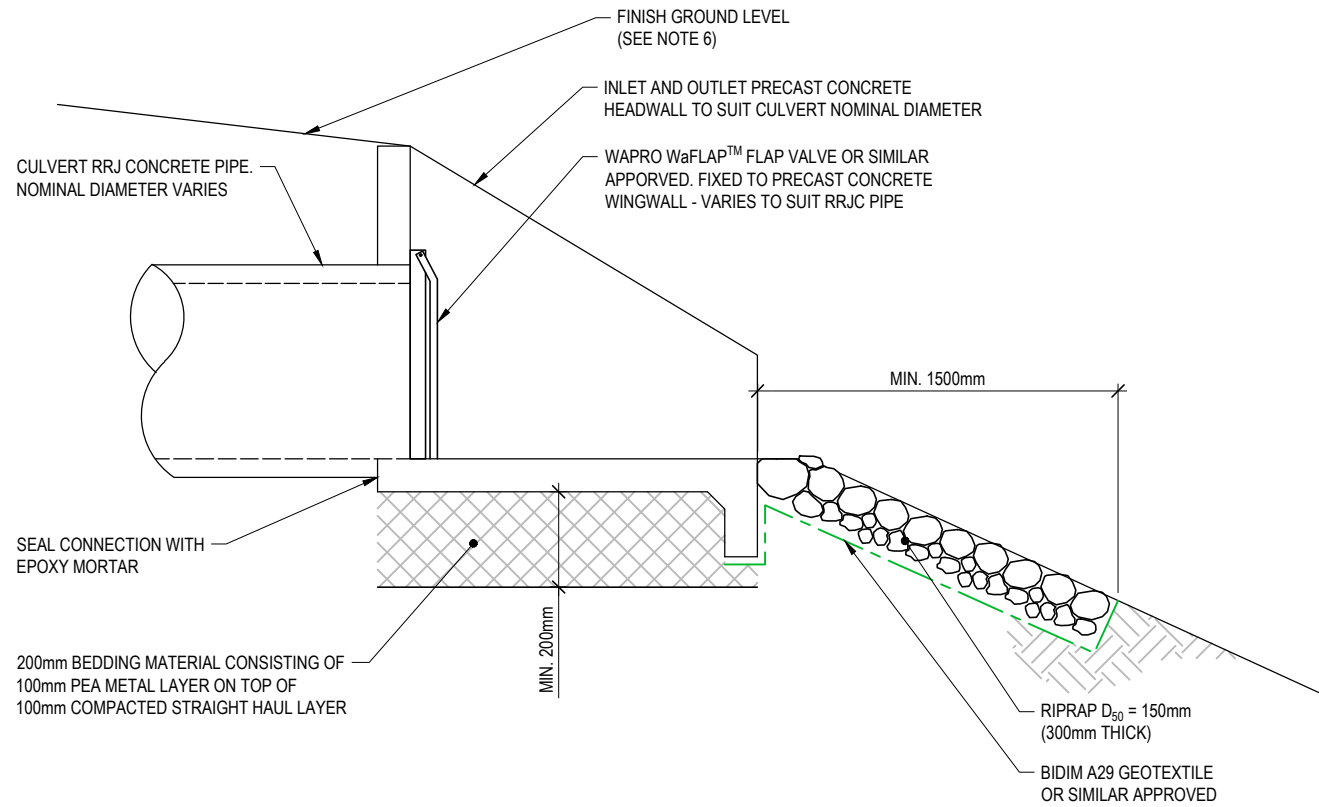 FINISH GROUND LEVEL
(SEE NOTE 6)
INLET AND OUTLET PRECAST CONCRETE
HEADWALL TO SUIT CULVERT NOMINAL DIAMETER
CULVERT RRJ CONCRETE PIPE.
NOMINAL DIAMETER VARIES
WAPRO WaFLAP™ FLAP VALVE OR SIMILAR
APPORVED. FIXED TO PRECAST CONCRETE
WINGWALL - VARIES TO SUIT RRJC PIPE
MIN. 1500mm
SEAL CONNECTION WITH
EPOXY MORTAR
MIN. 200mm
200mm BEDDING MATERIAL CONSISTING OF
100mm PEA METAL LAYER ON TOP OF
100mm COMPACTED STRAIGHT HAUL LAYER
RIPRAP D₅₀ = 150mm
(300mm THICK)
BIDIM A29 GEOTEXTILE
OR SIMILAR APPROVED